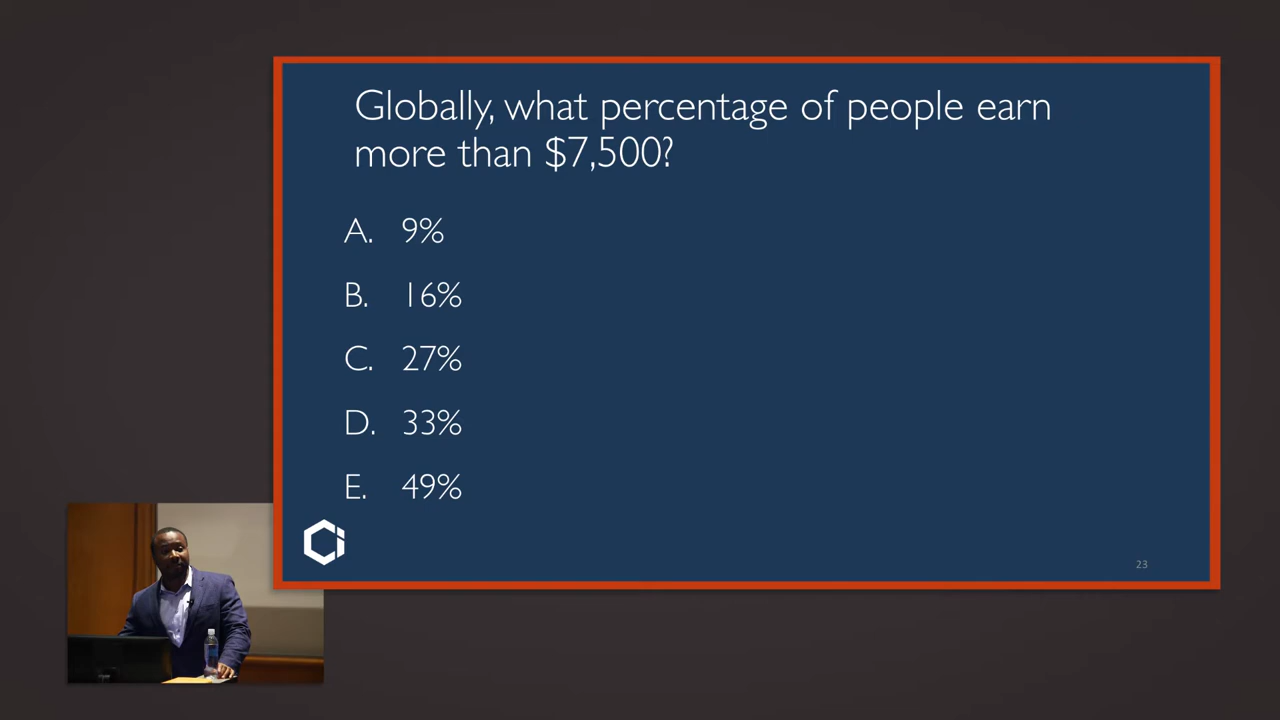 Globally, what percentage of people earn
more than $7,500?
A. 9%
B. 16%
C. 27%
D. 33%
E. 49%
23